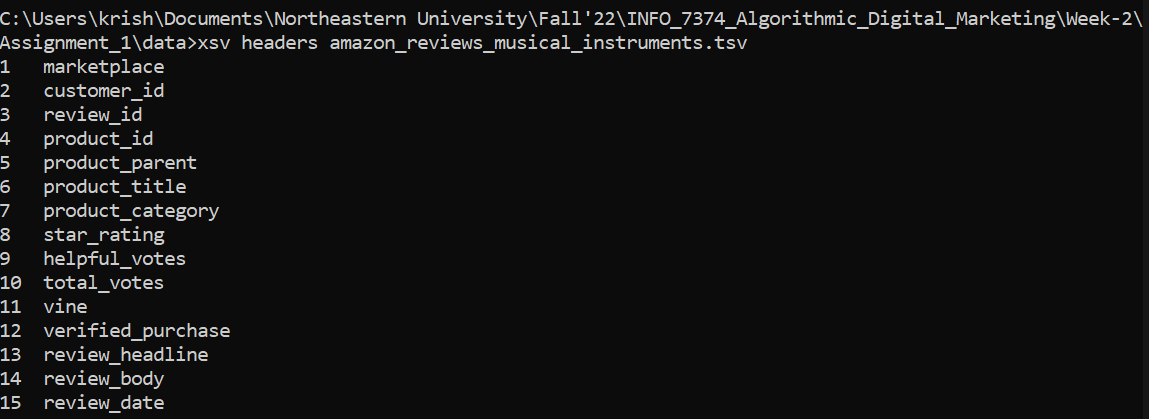 C:\Users\krish\Documents\Northeastern University\Fall'22\INFO_7374_Algorithmic_Digital_Marketing\Week-2\
Assignment_1\data>xsv headers amazon_reviews_musical_instruments.tsv
1   marketplace
2   customer_id
3   review_id
4   product_id
5   product_parent
6   product_title
7   product_category
8   star_rating
9   helpful_votes
10  total_votes
11  vine
12  verified_purchase
13  review_headline
14  review_body
15  review_date